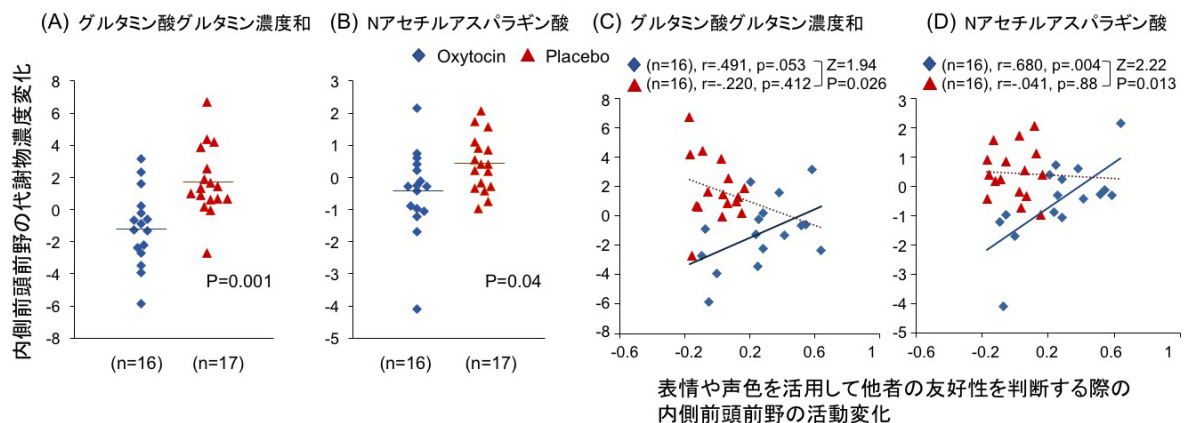 (A) グルタミン酸グルタミン濃度和
(B) Nアセチルアスパラギン酸
(C) グルタミン酸グルタミン濃度和
(D) Nアセチルアスパラギン酸
Oxytocin
Placebo
内側前頭前野の代謝物濃度変化
8
6
4
2
0
-2
-4
-6
-8
P=0.001
(n=16)
(n=17)
3
2
1
0
-1
-2
-3
-4
-5
P=0.04
(n=16)
(n=17)
(n=16), r=.491, p=.053
(n=16), r=-.220, p=.412
Z=1.94
P=0.026
8
6
4
2
0
-2
-4
-6
-8
-0.6
-0.2
0.2
0.6
1
(n=16), r=.680, p=.004
(n=16), r=-.041, p=.88
Z=2.22
P=0.013
3
2
1
0
-1
-2
-3
-4
-5
-0.6
-0.2
0.2
0.6
1
表情や声色を活用して他者の友好性を判断する際の
内側前頭前野の活動変化